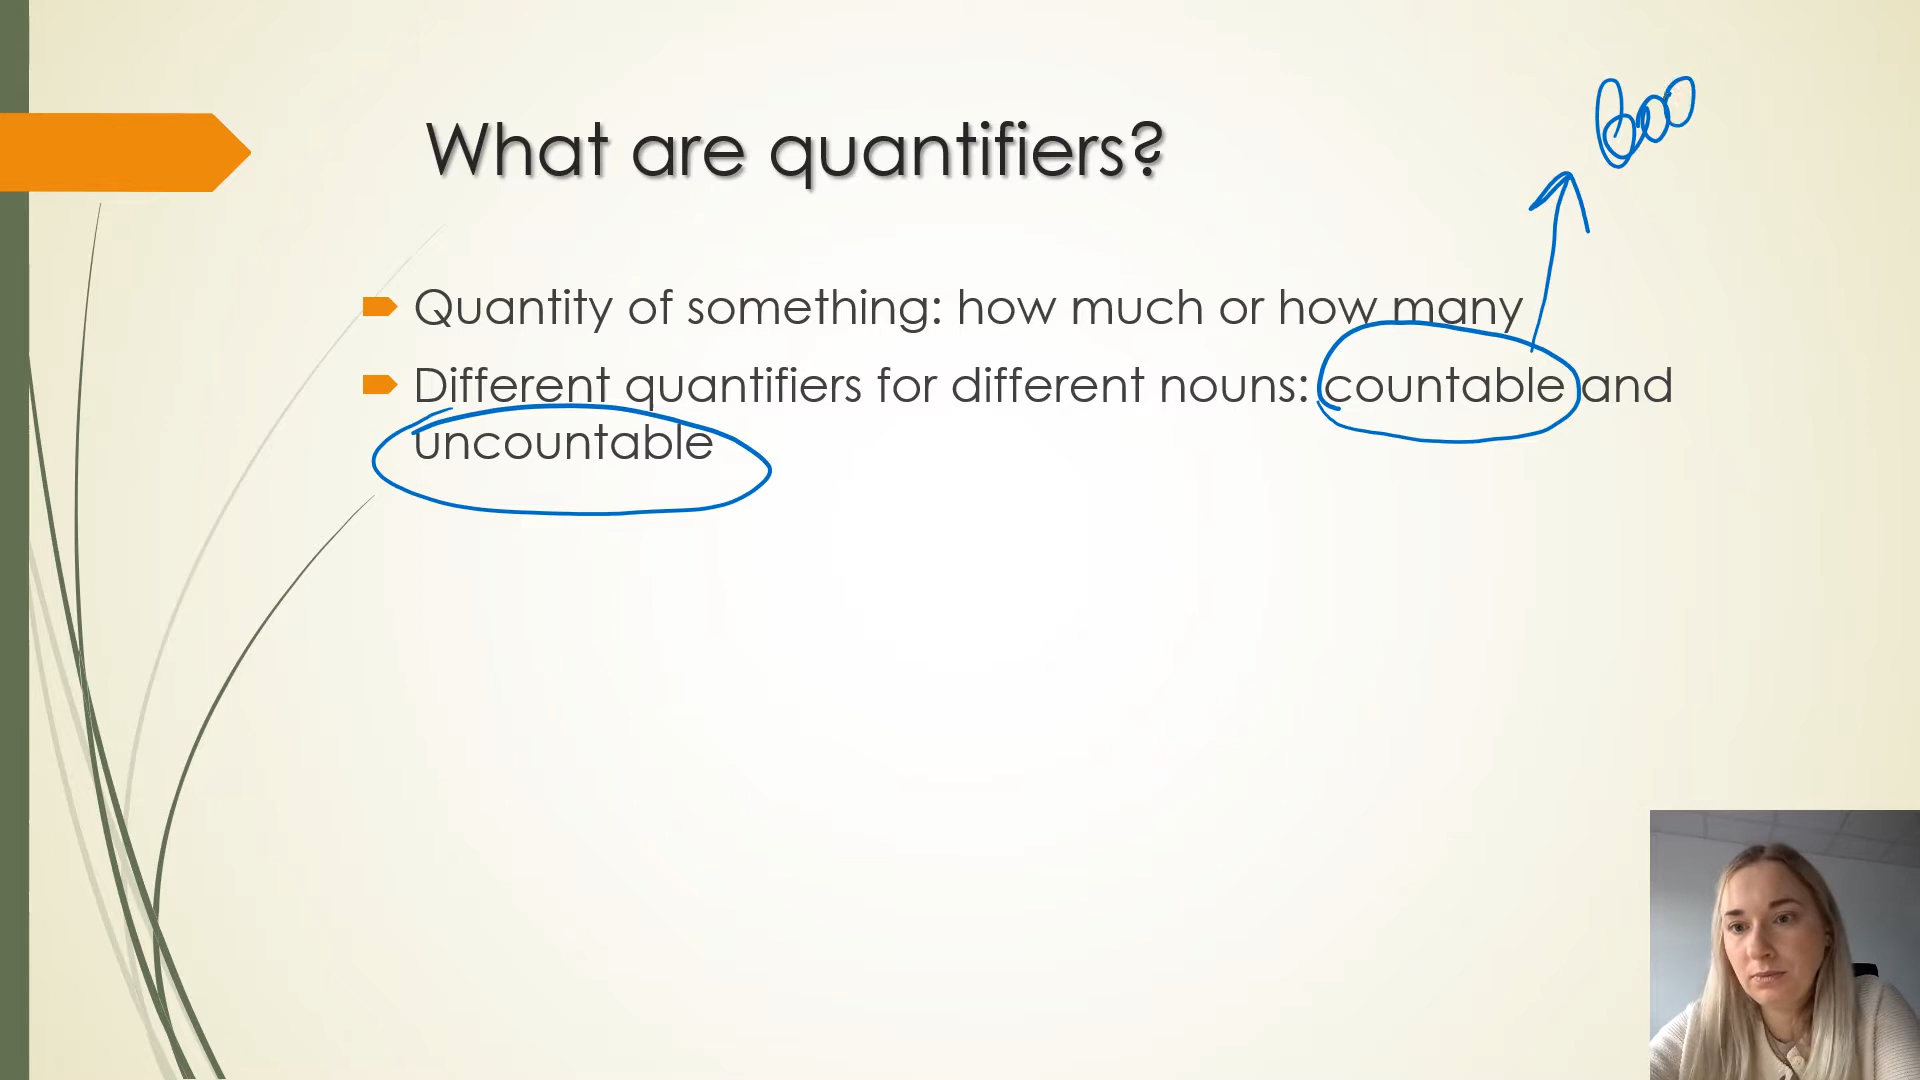 What are quantifiers?
Quantity of something: how much or how many
Different quantifiers for different nouns: countable and
uncountable